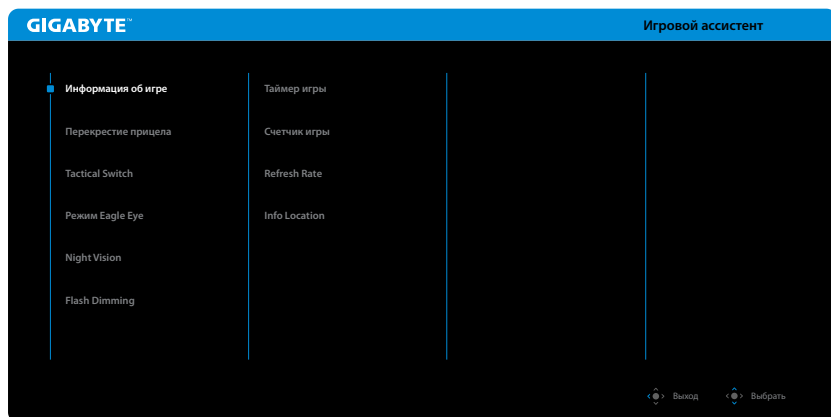 GIGABYTE™
Игровой ассистент
Информация об игре
Таймер игры
Перекрестие прицела
Счетчик игры
Tactical Switch
Refresh Rate
Режим Eagle Eye
Info Location
Night Vision
Flash Dimming
Выход
Выбрать